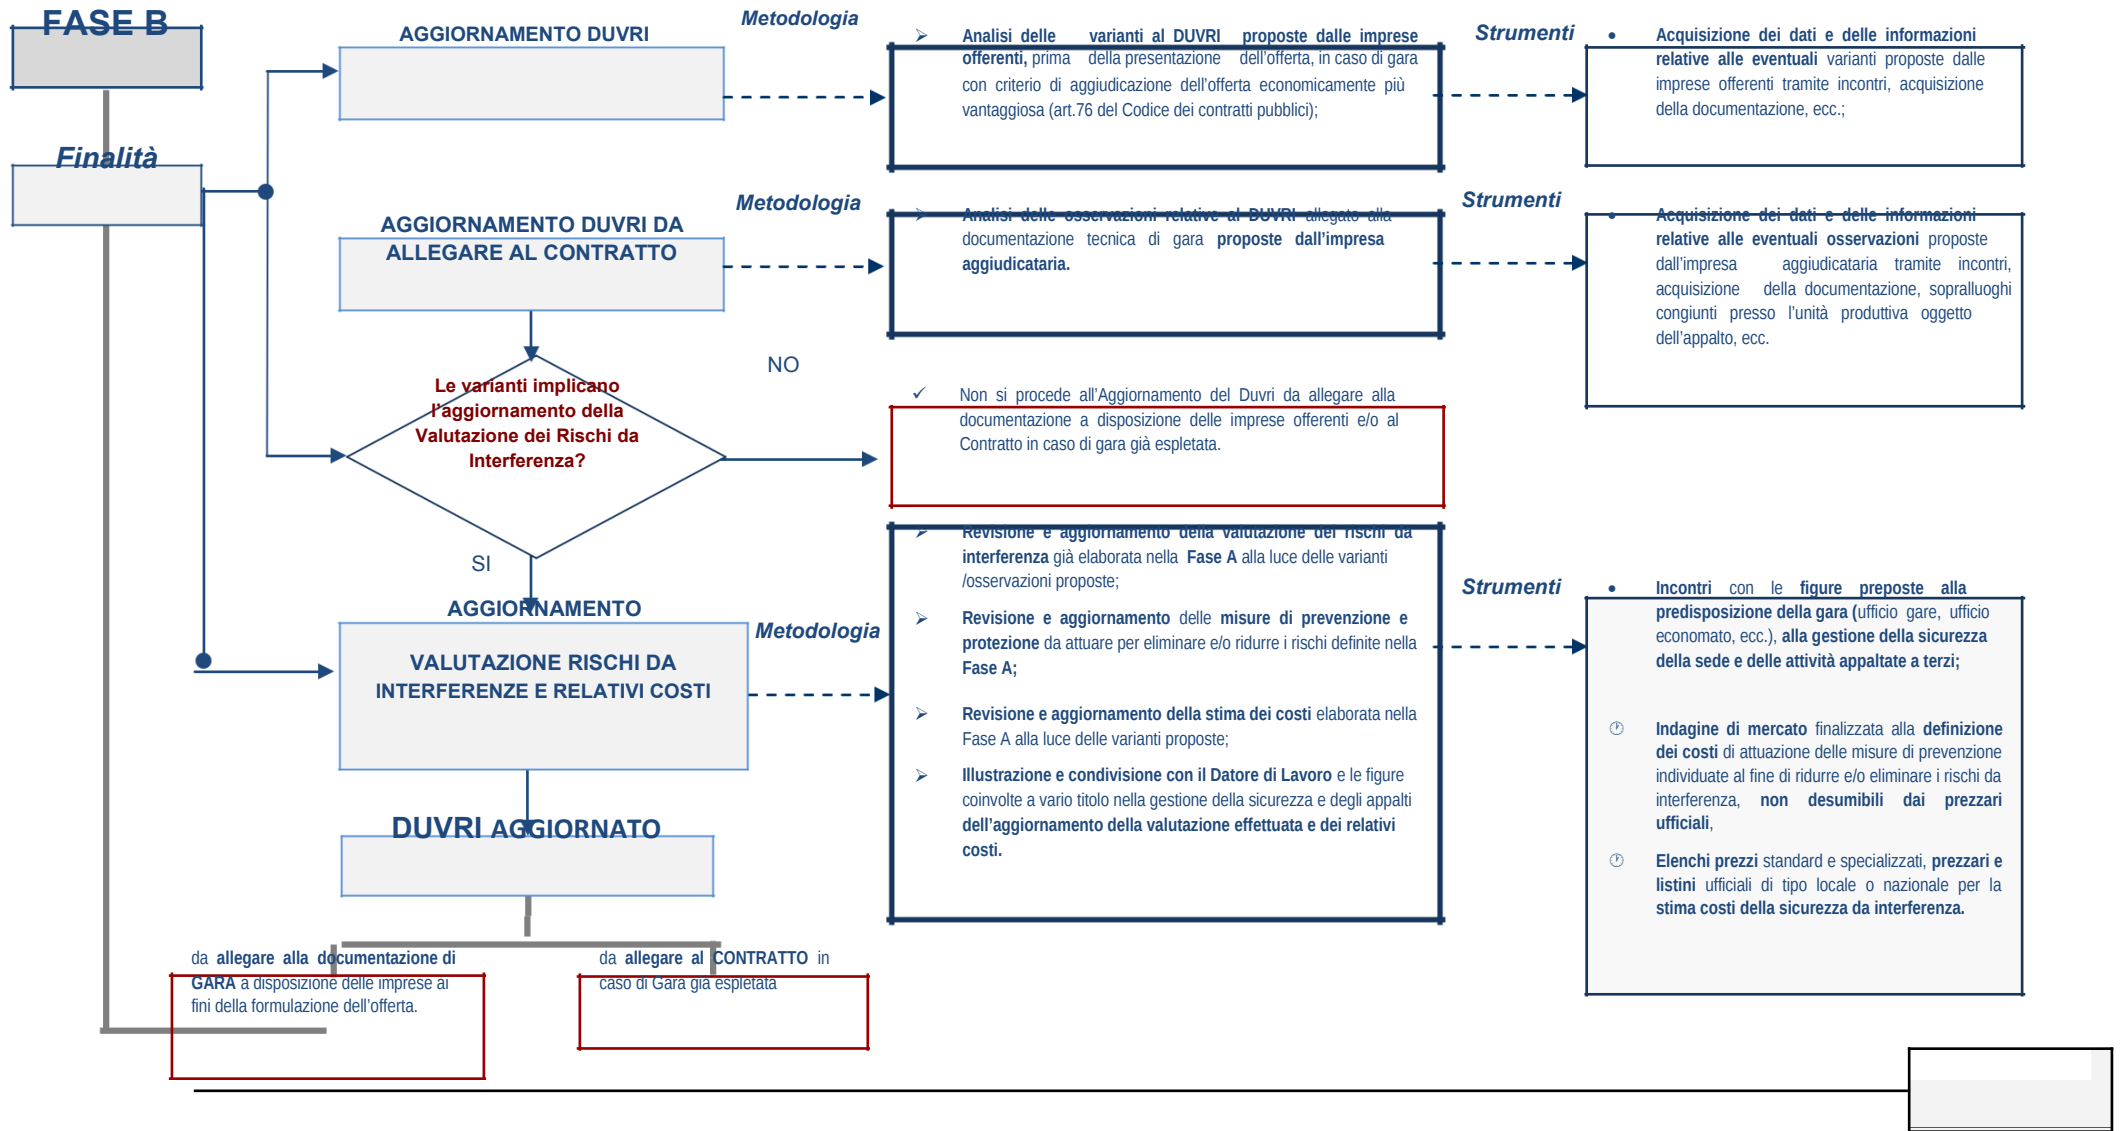 FASE B
Finalità
AGGIORNAMENTO DUVRI
Metodologia
Analisi delle varianti al DUVRI proposte dalle imprese
offerenti, prima della presentazione dell'offerta, in caso di gara
con criterio di aggiudicazione dell'offerta economicamente più
vantaggiosa (art.76 del Codice dei contratti pubblici);
Strumenti
Acquisizione dei dati e delle informazioni
relative alle eventuali varianti proposte dalle
imprese offerenti tramite incontri, acquisizione
della documentazione, ecc.;
AGGIORNAMENTO DUVRI DA
ALLEGARE AL CONTRATTO
Metodologia
Analisi delle osservazioni relative al DUVRI allegato alla
documentazione tecnica di gara proposte dall'impresa
aggiudicataria.
Strumenti
Acquisizione dei dati e delle informazioni
relative alle eventuali osservazioni proposte
dall'impresa aggiudicataria tramite incontri,
acquisizione della documentazione, sopralluoghi
congiunti presso l'unità produttiva oggetto
dell'appalto, ecc.
Le varianti implicano
l'aggiornamento della
Valutazione dei Rischi da
Interferenza?
NO
Non si procede all'Aggiornamento del Duvri da allegare alla
documentazione a disposizione delle imprese offerenti e/o al
Contratto in caso di gara già espletata.
SI
AGGIORNAMENTO
VALUTAZIONE RISCHI DA
INTERFERENZE E RELATIVI COSTI
Metodologia
Revisione e aggiornamento della valutazione dei rischi da
interferenza già elaborata nella Fase A alla luce delle varianti
/osservazioni proposte;
Revisione e aggiornamento delle misure di prevenzione e
protezione da attuare per eliminare e/o ridurre i rischi definite nella
Fase A;
Revisione e aggiornamento della stima dei costi elaborata nella
Fase A alla luce delle varianti proposte;
Illustrazione e condivisione con il Datore di Lavoro e le figure
coinvolte a vario titolo nella gestione della sicurezza e degli appalti
dell'aggiornamento della valutazione effettuata e dei relativi
costi.
Strumenti
Incontri con le figure preposte alla
predisposizione della gara (ufficio gare, ufficio
economato, ecc.), alla gestione della sicurezza
della sede e delle attività appaltate a terzi;
Indagine di mercato finalizzata alla definizione
dei costi di attuazione delle misure di prevenzione
individuate al fine di ridurre e/o eliminare i rischi da
interferenza, non desumibili dai prezzari
ufficiali,
Elenchi prezzi standard e specializzati, prezzari e
listini ufficiali di tipo locale o nazionale per la
stima costi della sicurezza da interferenza.
DUVRI AGGIORNATO
da allegare alla documentazione di
GARA a disposizione delle imprese ai
fini della formulazione dell'offerta.
da allegare al CONTRATTO in
caso di Gara già espletata